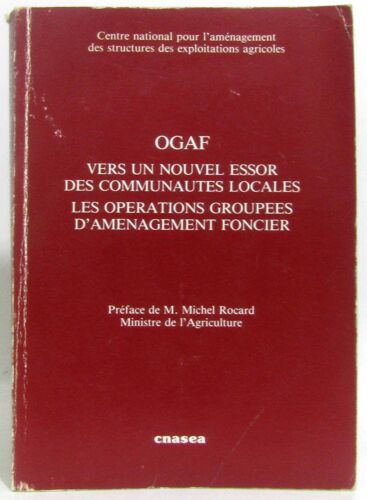 Centre national pour l'aménagement
des structures des exploitations agricoles
OGAF
VERS UN NOUVEL ESSOR
DES COMMUNAUTES LOCALES
LES OPERATIONS GROUPEES
D'AMENAGEMENT FONCIER
Préface de M. Michel Rocard
Ministre de l'Agriculture
cnasea